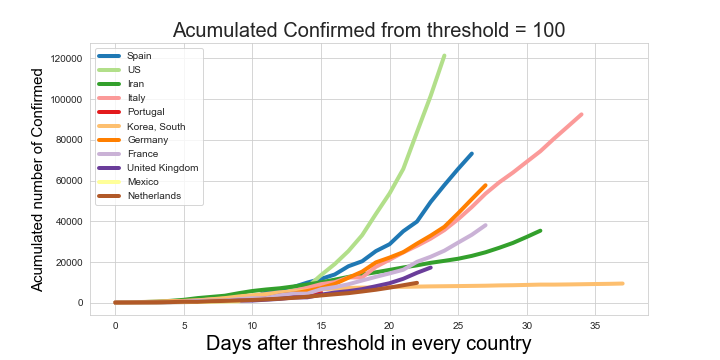 Acumulated Confirmed from threshold = 100
Acumulated number of Confirmed
120000
100000
80000
60000
40000
20000
0
Spain
US
Iran
Italy
Portugal
Korea, South
Germany
France
United Kingdom
Mexico
Netherlands
0 5 10 15 20 25 30 35
Days after threshold in every country